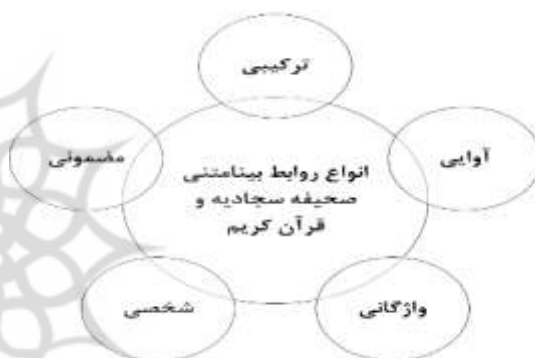 ترکیبی
آوایی
مضمونی
انواع روابط بینامتنی
صحیفه سجادیه و
قرآن کریم
واژگانی
شخصی